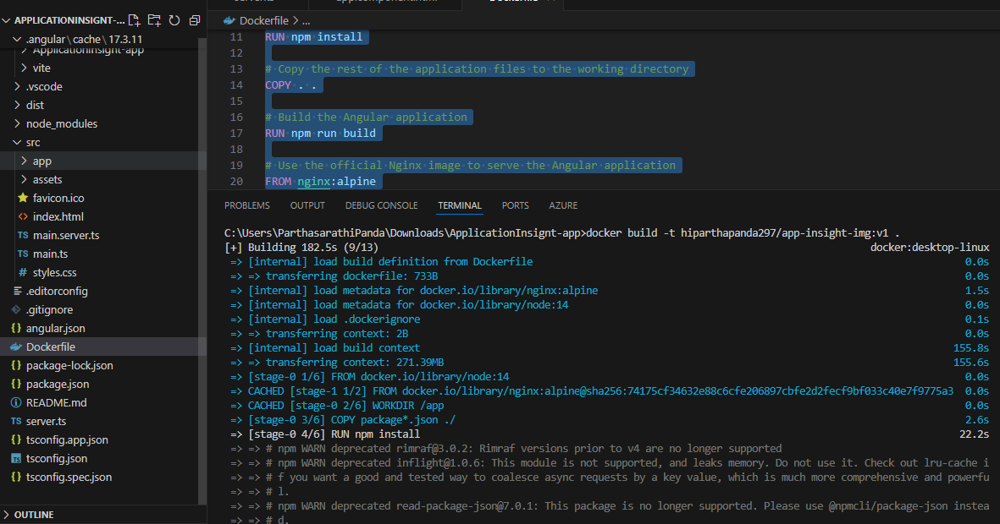 APPLICATIONINSIGNT-...
.angular\cache\17.3.11
ApplicationInsight-app
vite
.vscode
dist
node_modules
src
app
assets
favicon.ico
index.html
TS main.server.ts
TS main.ts
# styles.css
.editorconfig
.gitignore
{} angular.json
Dockerfile
{} package-lock.json
{} package.json
README.md
TS server.ts
{} tsconfig.app.json
TS tsconfig.json
{} tsconfig.spec.json
OUTLINE
Dockerfile
Dockerfile > ...
11 RUN npm install
12
13 # Copy the rest of the application files to the working directory
14 COPY . .
15
16 # Build the Angular application
17 RUN npm run build
18
19 # Use the official Nginx image to serve the Angular application
20 FROM nginx:alpine
PROBLEMS OUTPUT DEBUG CONSOLE TERMINAL PORTS AZURE
C:\Users\ParthasarathiPanda\Downloads\ApplicationInsignt-app>docker build -t hiparthapanda297/app-insight-img:v1 .
[+] Building 182.5s (9/13) docker:desktop-linux
=> [internal] load build definition from Dockerfile 0.0s
=> => transferring dockerfile: 733B 0.0s
=> [internal] load metadata for docker.io/library/nginx:alpine 1.5s
=> [internal] load metadata for docker.io/library/node:14 0.0s
=> [internal] load .dockerignore 0.1s
=> => transferring context: 2B 0.0s
=> [internal] load build context 155.8s
=> => transferring context: 271.39MB 155.6s
=> [stage-0 1/6] FROM docker.io/library/node:14 0.0s
=> CACHED [stage-1 1/2] FROM docker.io/library/nginx:alpine@sha256:74175cf34632e88c6cfe206897cbfe2d2fecf9bf033c40e7f9775a3 0.0s
=> CACHED [stage-0 2/6] WORKDIR /app 0.0s
=> [stage-0 3/6] COPY package*.json ./ 2.6s
=> [stage-0 4/6] RUN npm install 22.2s
=> => # npm WARN deprecated rimraf@3.0.2: Rimraf versions prior to v4 are no longer supported
=> => # npm WARN deprecated inflight@1.0.6: This module is not supported, and leaks memory. Do not use it. Check out lru-cache i
=> => # f you want a good and tested way to coalesce async requests by a key value, which is much more comprehensive and powerfu
=> => # l.
=> => # npm WARN deprecated read-package-json@7.0.1: This package is no longer supported. Please use @npmcli/package-json instea
=> => # d.